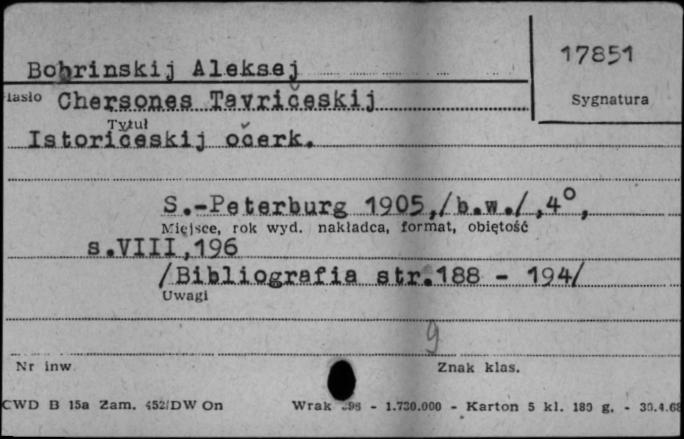 17851
Bobrinskij Aleksej
Hasło Chersones Tavričeskij
Sygnatura
Tytuł
Istoričeskij očerk.
S.-Peterburg 1905,/b.w./,4°,
Miejsce, rok wyd. nakładca, format, objętość
s.VIII,196
/Bibliografia str.188 - 194/
Uwagi
9
Nr inw.
Znak klas.
CWD B 15a Zam. 452/DW On Wrak - 1.730.000 - Karton 5 kl. 180 g. - 30.4.68